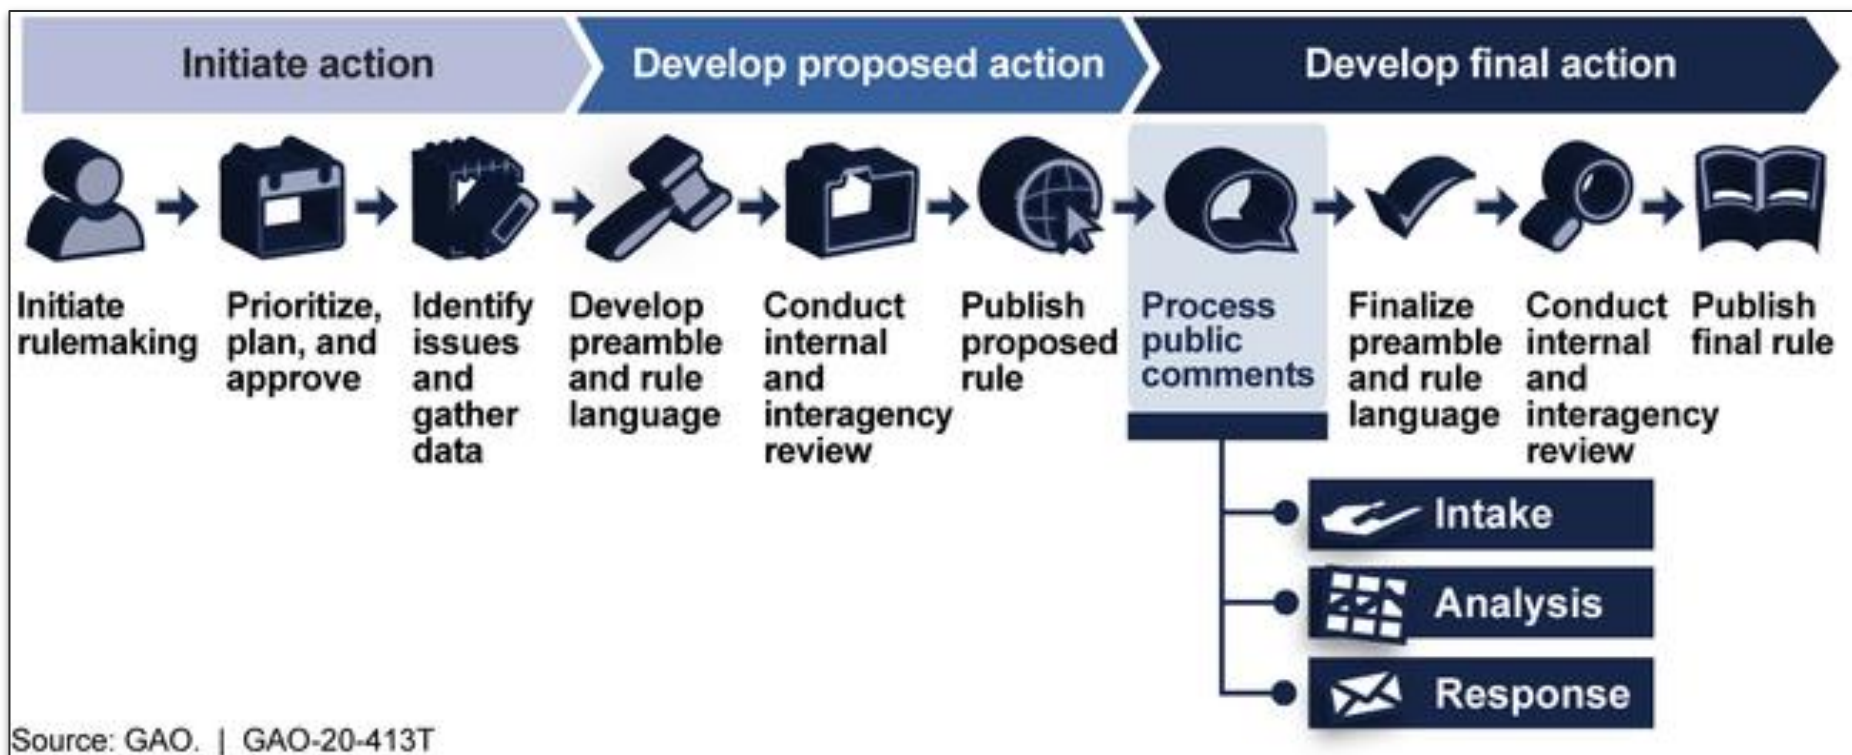 Initiate action
Develop proposed action
Develop final action
Initiate
rulemaking
Prioritize,
plan, and
approve
Identify
issues
and
gather
data
Develop
preamble
and rule
language
Conduct
internal
and
interagency
review
Publish
proposed
rule
Process
public
comments
Finalize
preamble
and rule
language
Conduct
internal
and
interagency
review
Publish
final rule
Intake
Analysis
Response
Source: GAO. | GAO-20-413T